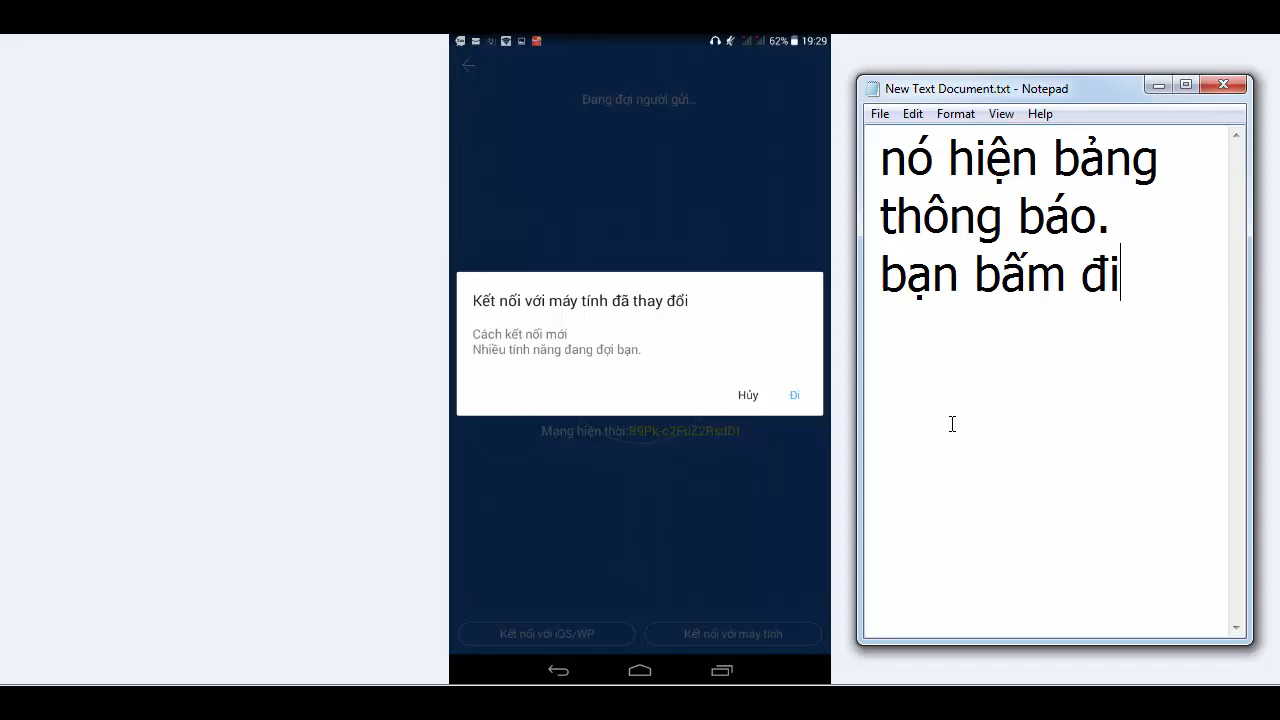 62% 19:29
Đang đợi người gửi...
Kết nối với máy tính đã thay đổi
Cách kết nối mới
Nhiều tính năng đang đợi bạn.
Hủy Đi
Mạng hiện thời:
Kết nối với iOS/WP Kết nối với máy tính
New Text Document.txt - Notepad
File Edit Format View Help
nó hiện bảng
thông báo.
bạn bấm đi